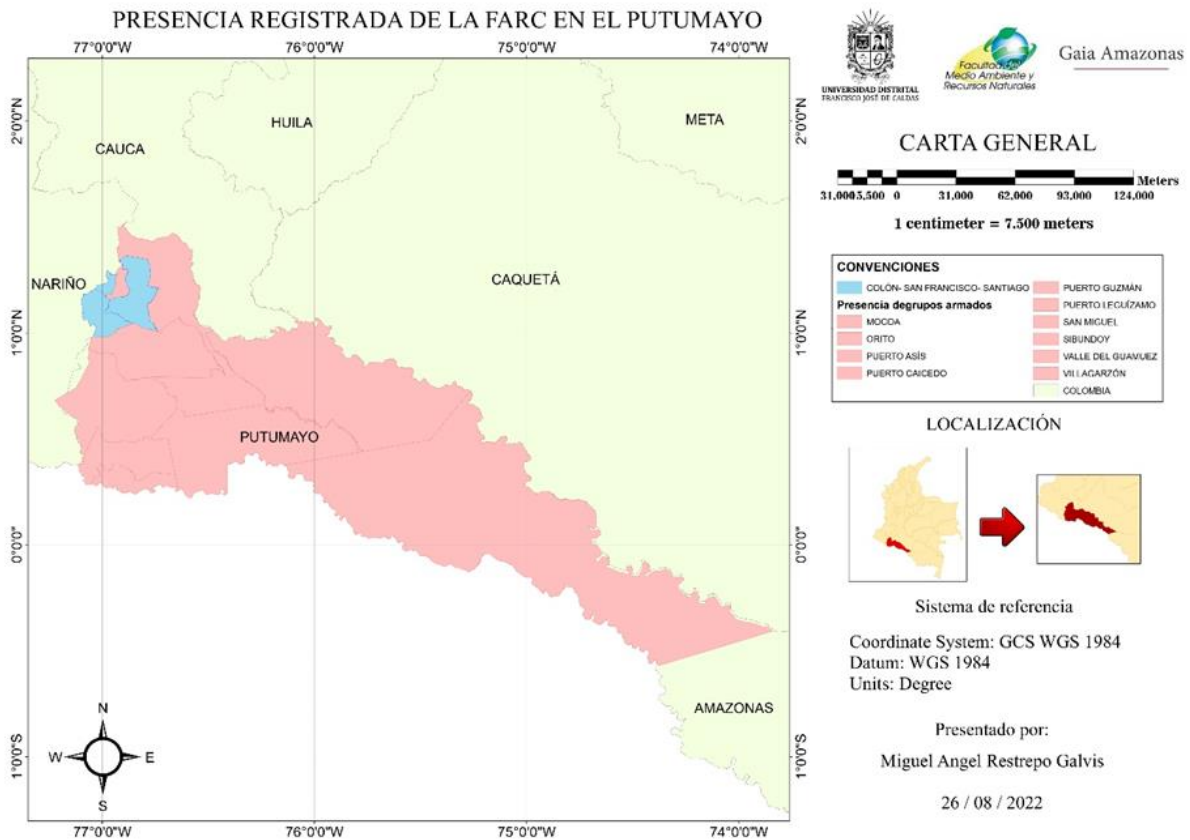 PRESENCIA REGISTRADA DE LA FARC EN EL PUTUMAYO
77°0'0"W 76°0'0"W 75°0'0"W 74°0'0"W
2°0'0"N
1°0'0"N
0°0'0"
1°0'0"S
CAUCA
HUILA
META
NARIÑO
CAQUETÁ
PUTUMAYO
AMAZONAS
N
W E
S
2°0'0"N
1°0'0"N
0°0'0"
1°0'0"S
77°0'0"W 76°0'0"W 75°0'0"W 74°0'0"W
UNIVERSIDAD DISTRITAL
FRANCISCO JOSÉ DE CALDAS
Facultad del
Medio Ambiente y
Recursos Naturales
Gaia Amazonas
CARTA GENERAL
31,00015,500 0 31,000 62,000 93,000 124,000 Meters
1 centimeter = 7.500 meters
CONVENCIONES
COLÓN- SAN FRANCISCO- SANTIAGO
Presencia degrupos armados
MOCOA
ORITO
PUERTO ASÍS
PUERTO CAICEDO
PUERTO GUZMÁN
PUERTO LEGUÍZAMO
SAN MIGUEL
SIBUNDOY
VALLE DEL GUAMUEZ
VILLAGARZÓN
COLOMBIA
LOCALIZACIÓN
Sistema de referencia
Coordinate System: GCS WGS 1984
Datum: WGS 1984
Units: Degree
Presentado por:
Miguel Angel Restrepo Galvis
26 / 08 / 2022